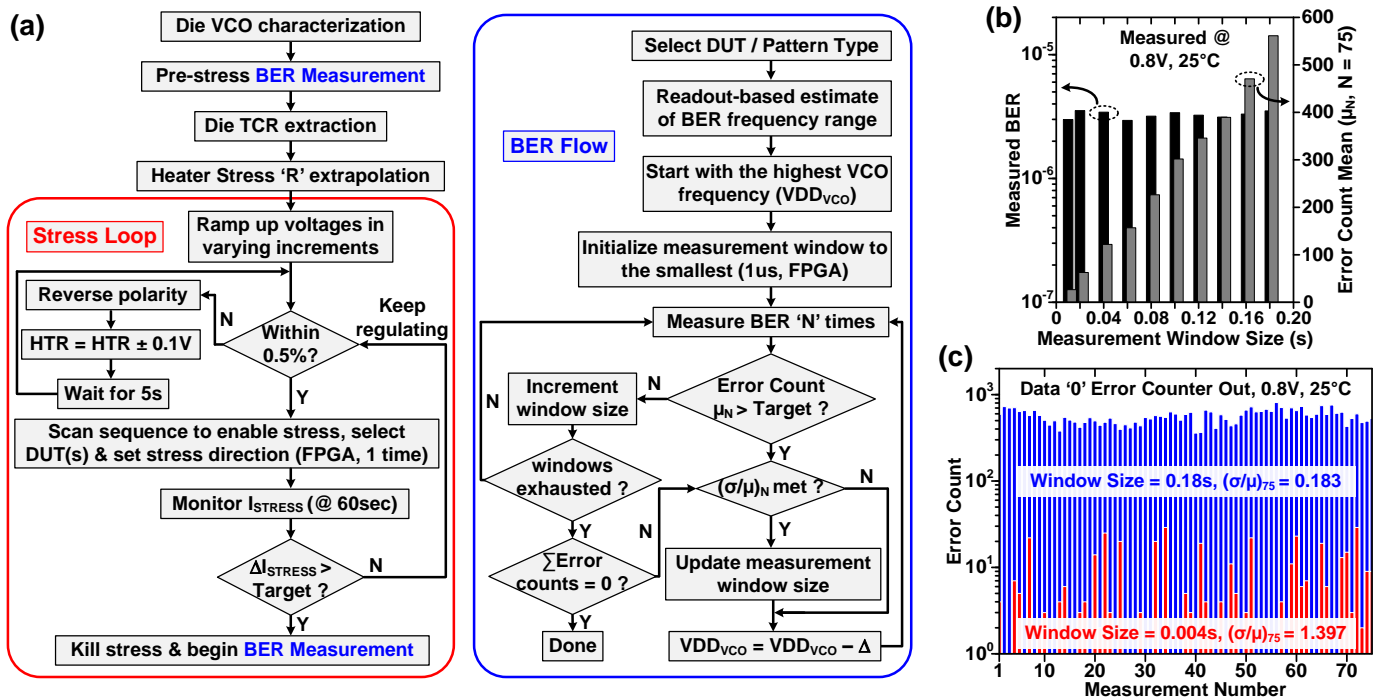 (a)
Die VCO characterization
Pre-stress BER Measurement
Die TCR extraction
Heater Stress ‘R’ extrapolation
Stress Loop
Ramp up voltages in
varying increments
Reverse polarity
N
Keep
regulating
HTR = HTR ± 0.1V
Within
0.5%?
Wait for 5s
Y
Scan sequence to enable stress, select
DUT(s) & set stress direction (FPGA, 1 time)
Monitor ISTRESS (@ 60sec)
ΔISTRESS >
Target ?
N
Y
Kill stress & begin BER Measurement
BER Flow
Select DUT / Pattern Type
Readout-based estimate
of BER frequency range
Start with the highest VCO
frequency (VDDVCO)
Initialize measurement window to
the smallest (1us, FPGA)
Measure BER ‘N’ times
Error Count
μN > Target ?
N
Increment
window size
N
windows
exhausted ?
Y
Y
(σ/μ)N met ?
N
N
∑Error
counts = 0 ?
Y
Update measurement
window size
Y
Done
VDDVCO = VDDVCO – Δ
(b)
Measured @
0.8V, 25°C
Measured BER
10-5
10-6
10-7
0 0.04 0.08 0.12 0.16 0.20
Measurement Window Size (s)
600
500
400
300
200
100
0
Error Count Mean (μN, N = 75)
(c)
Data ‘0’ Error Counter Out, 0.8V, 25°C
Window Size = 0.18s, (σ/μ)75 = 0.183
Window Size = 0.004s, (σ/μ)75 = 1.397
Error Count
103
102
101
100
1 10 20 30 40 50 60 70
Measurement Number